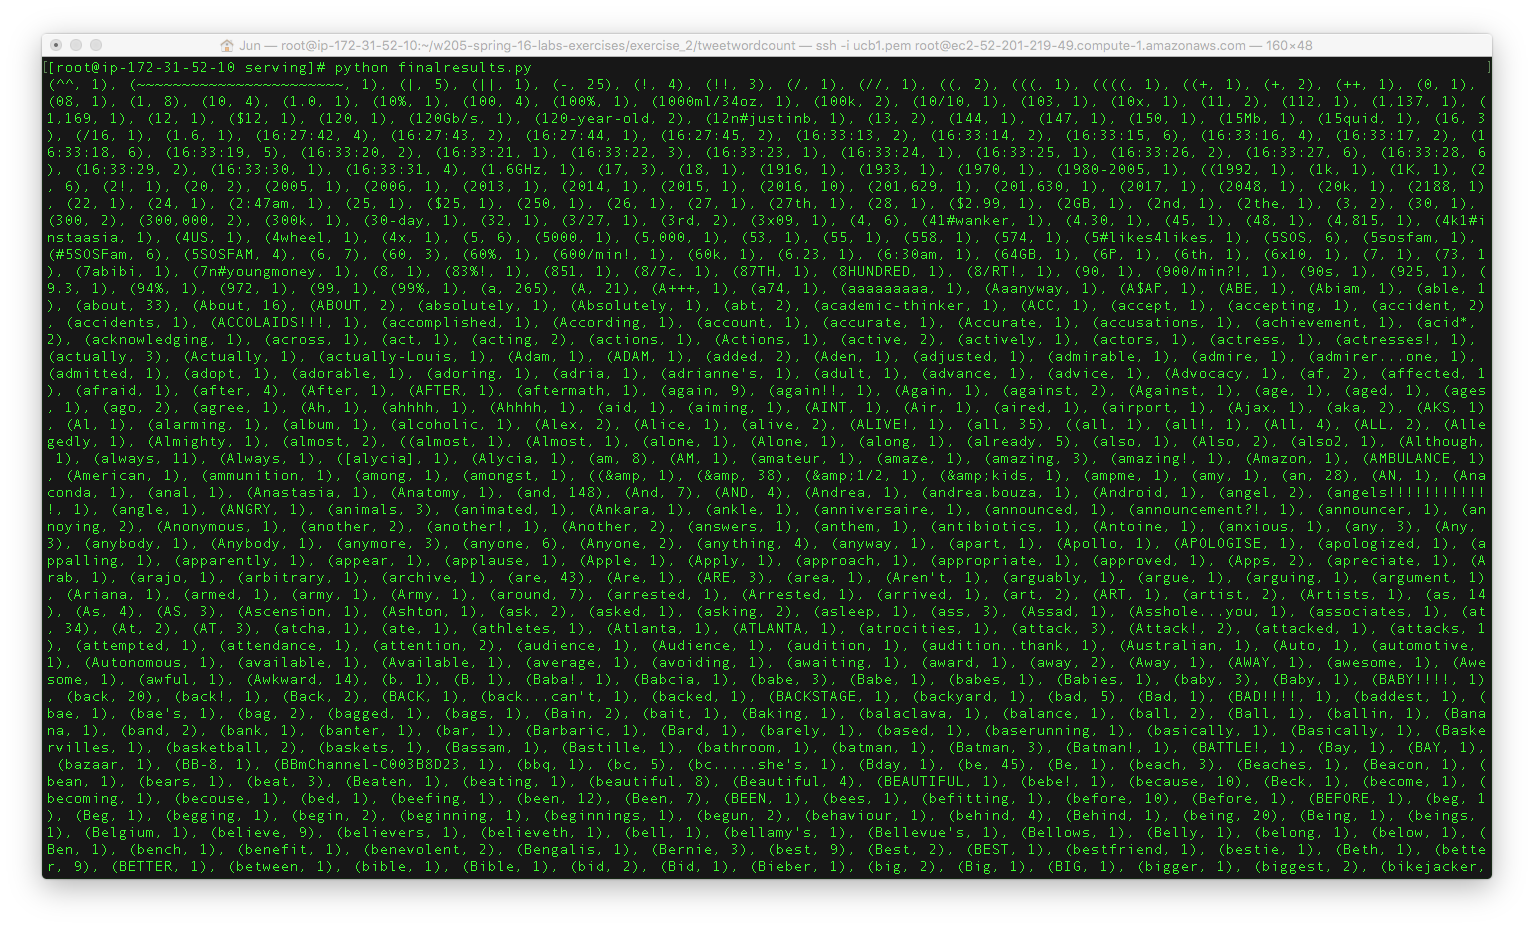 Jun — root@ip-172-31-52-10:~/w205-spring-16-labs-exercises/exercise_2/tweetwordcount — ssh -i ucb1.pem root@ec2-52-201-219-49.compute-1.amazonaws.com — 160×48
[[root@ip-172-31-52-10 serving]# python finalresults.py ]
(^^, 1), (~~~~~~~~~~~~~~~~~~~~~~~, 1), (|, 5), (||, 1), (-, 25), (!, 4), (!!, 3), (/, 1), (//, 1), ((, 2), (((, 1), ((((, 1), ((+, 1), (+, 2), (++, 1), (0, 1),
(08, 1), (1, 8), (10, 4), (1.0, 1), (10%, 1), (100, 4), (100%, 1), (1000ml/34oz, 1), (100k, 2), (10/10, 1), (103, 1), (10x, 1), (11, 2), (112, 1), (1,137, 1), (
1,169, 1), (12, 1), ($12, 1), (120, 1), (120Gb/s, 1), (120-year-old, 2), (12n#justinb, 1), (13, 2), (144, 1), (147, 1), (150, 1), (15Mb, 1), (15quid, 1), (16, 3
), (/16, 1), (1.6, 1), (16:27:42, 4), (16:27:43, 2), (16:27:44, 1), (16:27:45, 2), (16:33:13, 2), (16:33:14, 2), (16:33:15, 6), (16:33:16, 4), (16:33:17, 2), (1
6:33:18, 6), (16:33:19, 5), (16:33:20, 2), (16:33:21, 1), (16:33:22, 3), (16:33:23, 1), (16:33:24, 1), (16:33:25, 1), (16:33:26, 2), (16:33:27, 6), (16:33:28, 6
), (16:33:29, 2), (16:33:30, 1), (16:33:31, 4), (1.6GHz, 1), (17, 3), (18, 1), (1916, 1), (1933, 1), (1970, 1), (1980-2005, 1), ((1992, 1), (1k, 1), (1K, 1), (2
, 6), (2!, 1), (20, 2), (2005, 1), (2006, 1), (2013, 1), (2014, 1), (2015, 1), (2016, 10), (201,629, 1), (201,630, 1), (2017, 1), (2048, 1), (20k, 1), (2188, 1)
, (22, 1), (24, 1), (2:47am, 1), (25, 1), ($25, 1), (250, 1), (26, 1), (27, 1), (27th, 1), (28, 1), ($2.99, 1), (2GB, 1), (2nd, 1), (2the, 1), (3, 2), (30, 1),
(300, 2), (300,000, 2), (300k, 1), (30-day, 1), (32, 1), (3/27, 1), (3rd, 2), (3x09, 1), (4, 6), (41#wanker, 1), (4.30, 1), (45, 1), (48, 1), (4,815, 1), (4k1#i
nstaasia, 1), (4US, 1), (4wheel, 1), (4x, 1), (5, 6), (5000, 1), (5,000, 1), (53, 1), (55, 1), (558, 1), (574, 1), (5#likes4likes, 1), (5SOS, 6), (5sosfam, 1),
(#5SOSFam, 6), (5SOSFAM, 4), (6, 7), (60, 3), (60%, 1), (600/min!, 1), (60k, 1), (6.23, 1), (6:30am, 1), (64GB, 1), (6P, 1), (6th, 1), (6x10, 1), (7, 1), (73, 1
), (7abibi, 1), (7n#youngmoney, 1), (8, 1), (83%!, 1), (851, 1), (8/7c, 1), (87TH, 1), (8HUNDRED, 1), (8/RT!, 1), (90, 1), (900/min?!, 1), (90s, 1), (925, 1), (
9.3, 1), (94%, 1), (972, 1), (99, 1), (99%, 1), (a, 265), (A, 21), (A+++, 1), (a74, 1), (aaaaaaaaa, 1), (Aaanyway, 1), (A$AP, 1), (ABE, 1), (Abiam, 1), (able, 1
), (about, 33), (About, 16), (ABOUT, 2), (absolutely, 1), (Absolutely, 1), (abt, 2), (academic-thinker, 1), (ACC, 1), (accept, 1), (accepting, 1), (accident, 2)
, (accidents, 1), (ACCOLAIDS!!!, 1), (accomplished, 1), (According, 1), (account, 1), (accurate, 1), (Accurate, 1), (accusations, 1), (achievement, 1), (acid*,
2), (acknowledging, 1), (across, 1), (act, 1), (acting, 2), (actions, 1), (Actions, 1), (active, 2), (actively, 1), (actors, 1), (actress, 1), (actresses!, 1),
(actually, 3), (Actually, 1), (actually-Louis, 1), (Adam, 1), (ADAM, 1), (added, 2), (Aden, 1), (adjusted, 1), (admirable, 1), (admire, 1), (admirer...one, 1),
(admitted, 1), (adopt, 1), (adorable, 1), (adoring, 1), (adria, 1), (adrianne's, 1), (adult, 1), (advance, 1), (advice, 1), (Advocacy, 1), (af, 2), (affected, 1
), (afraid, 1), (after, 4), (After, 1), (AFTER, 1), (aftermath, 1), (again, 9), (again!!, 1), (Again, 1), (against, 2), (Against, 1), (age, 1), (aged, 1), (ages
, 1), (ago, 2), (agree, 1), (Ah, 1), (ahhhh, 1), (Ahhhh, 1), (aid, 1), (aiming, 1), (AINT, 1), (Air, 1), (aired, 1), (airport, 1), (Ajax, 1), (aka, 2), (AKS, 1)
, (Al, 1), (alarming, 1), (album, 1), (alcoholic, 1), (Alex, 2), (Alice, 1), (alive, 2), (ALIVE!, 1), (all, 35), ((all, 1), (all!, 1), (All, 4), (ALL, 2), (Alle
gedly, 1), (Almighty, 1), (almost, 2), ((almost, 1), (Almost, 1), (alone, 1), (Alone, 1), (along, 1), (already, 5), (also, 1), (Also, 2), (also2, 1), (Although,
 1), (always, 11), (Always, 1), ([alycia], 1), (Alycia, 1), (am, 8), (AM, 1), (amateur, 1), (amaze, 1), (amazing, 3), (amazing!, 1), (Amazon, 1), (AMBULANCE, 1)
, (American, 1), (ammunition, 1), (among, 1), (amongst, 1), ((&amp, 1), (&amp, 38), (&amp;1/2, 1), (&amp;kids, 1), (ampme, 1), (amy, 1), (an, 28), (AN, 1), (Ana
conda, 1), (anal, 1), (Anastasia, 1), (Anatomy, 1), (and, 148), (And, 7), (AND, 4), (Andrea, 1), (andrea.bouza, 1), (Android, 1), (angel, 2), (angels!!!!!!!!!!!
!, 1), (angle, 1), (ANGRY, 1), (animals, 3), (animated, 1), (Ankara, 1), (ankle, 1), (anniversaire, 1), (announced, 1), (announcement?!, 1), (announcer, 1), (an
noying, 2), (Anonymous, 1), (another, 2), (another!, 1), (Another, 2), (answers, 1), (anthem, 1), (antibiotics, 1), (Antoine, 1), (anxious, 1), (any, 3), (Any,
3), (anybody, 1), (Anybody, 1), (anymore, 3), (anyone, 6), (Anyone, 2), (anything, 4), (anyway, 1), (apart, 1), (Apollo, 1), (APOLOGISE, 1), (apologized, 1), (a
ppalling, 1), (apparently, 1), (appear, 1), (applause, 1), (Apple, 1), (Apply, 1), (approach, 1), (appropriate, 1), (approved, 1), (Apps, 2), (apreciate, 1), (A
rab, 1), (arajo, 1), (arbitrary, 1), (archive, 1), (are, 43), (Are, 1), (ARE, 3), (area, 1), (Aren't, 1), (arguably, 1), (argue, 1), (arguing, 1), (argument, 1)
, (Ariana, 1), (armed, 1), (army, 1), (Army, 1), (around, 7), (arrested, 1), (Arrested, 1), (arrived, 1), (art, 2), (ART, 1), (artist, 2), (Artists, 1), (as, 14
), (As, 4), (AS, 3), (Ascension, 1), (Ashton, 1), (ask, 2), (asked, 1), (asking, 2), (asleep, 1), (ass, 3), (Assad, 1), (Asshole...you, 1), (associates, 1), (at
, 34), (At, 2), (AT, 3), (atcha, 1), (ate, 1), (athletes, 1), (Atlanta, 1), (ATLANTA, 1), (atrocities, 1), (attack, 3), (Attack!, 2), (attacked, 1), (attacks, 1
), (attempted, 1), (attendance, 1), (attention, 2), (audience, 1), (Audience, 1), (audition, 1), (audition..thank, 1), (Australian, 1), (Auto, 1), (automotive,
1), (Autonomous, 1), (available, 1), (Available, 1), (average, 1), (avoiding, 1), (awaiting, 1), (award, 1), (away, 2), (Away, 1), (AWAY, 1), (awesome, 1), (Awe
some, 1), (awful, 1), (Awkward, 14), (b, 1), (B, 1), (Baba!, 1), (Babcia, 1), (babe, 3), (Babe, 1), (babes, 1), (Babies, 1), (baby, 3), (Baby, 1), (BABY!!!!, 1)
, (back, 20), (back!, 1), (Back, 2), (BACK, 1), (back...can't, 1), (backed, 1), (BACKSTAGE, 1), (backyard, 1), (bad, 5), (Bad, 1), (BAD!!!!, 1), (baddest, 1), (
bae, 1), (bae's, 1), (bag, 2), (bagged, 1), (bags, 1), (Bain, 2), (bait, 1), (Baking, 1), (balaclava, 1), (balance, 1), (ball, 2), (Ball, 1), (ballin, 1), (Bana
na, 1), (band, 2), (bank, 1), (banter, 1), (bar, 1), (Barbaric, 1), (Bard, 1), (barely, 1), (based, 1), (baserunning, 1), (basically, 1), (Basically, 1), (Baske
rvilles, 1), (basketball, 2), (baskets, 1), (Bassam, 1), (Bastille, 1), (bathroom, 1), (batman, 1), (Batman, 3), (Batman!, 1), (BATTLE!, 1), (Bay, 1), (BAY, 1),
 (bazaar, 1), (BB-8, 1), (BBmChannel-C003B8D23, 1), (bbq, 1), (bc, 5), (bc.....she's, 1), (Bday, 1), (be, 45), (Be, 1), (beach, 3), (Beaches, 1), (Beacon, 1), (
bean, 1), (bears, 1), (beat, 3), (Beaten, 1), (beating, 1), (beautiful, 8), (Beautiful, 4), (BEAUTIFUL, 1), (bebe!, 1), (because, 10), (Beck, 1), (become, 1), (
becoming, 1), (becouse, 1), (bed, 1), (beefing, 1), (been, 12), (Been, 7), (BEEN, 1), (bees, 1), (befitting, 1), (before, 10), (Before, 1), (BEFORE, 1), (beg, 1
), (Beg, 1), (begging, 1), (begin, 2), (beginning, 1), (beginnings, 1), (begun, 2), (behaviour, 1), (behind, 4), (Behind, 1), (being, 20), (Being, 1), (beings,
1), (Belgium, 1), (believe, 9), (believers, 1), (believeth, 1), (bell, 1), (bellamy's, 1), (Bellevue's, 1), (Bellows, 1), (Belly, 1), (belong, 1), (below, 1), (
Ben, 1), (bench, 1), (benefit, 1), (benevolent, 2), (Bengalis, 1), (Bernie, 3), (best, 9), (Best, 2), (BEST, 1), (bestfriend, 1), (bestie, 1), (Beth, 1), (bette
r, 9), (BETTER, 1), (between, 1), (bible, 1), (Bible, 1), (bid, 2), (Bid, 1), (Bieber, 1), (big, 2), (Big, 1), (BIG, 1), (bigger, 1), (biggest, 2), (bikejacker,